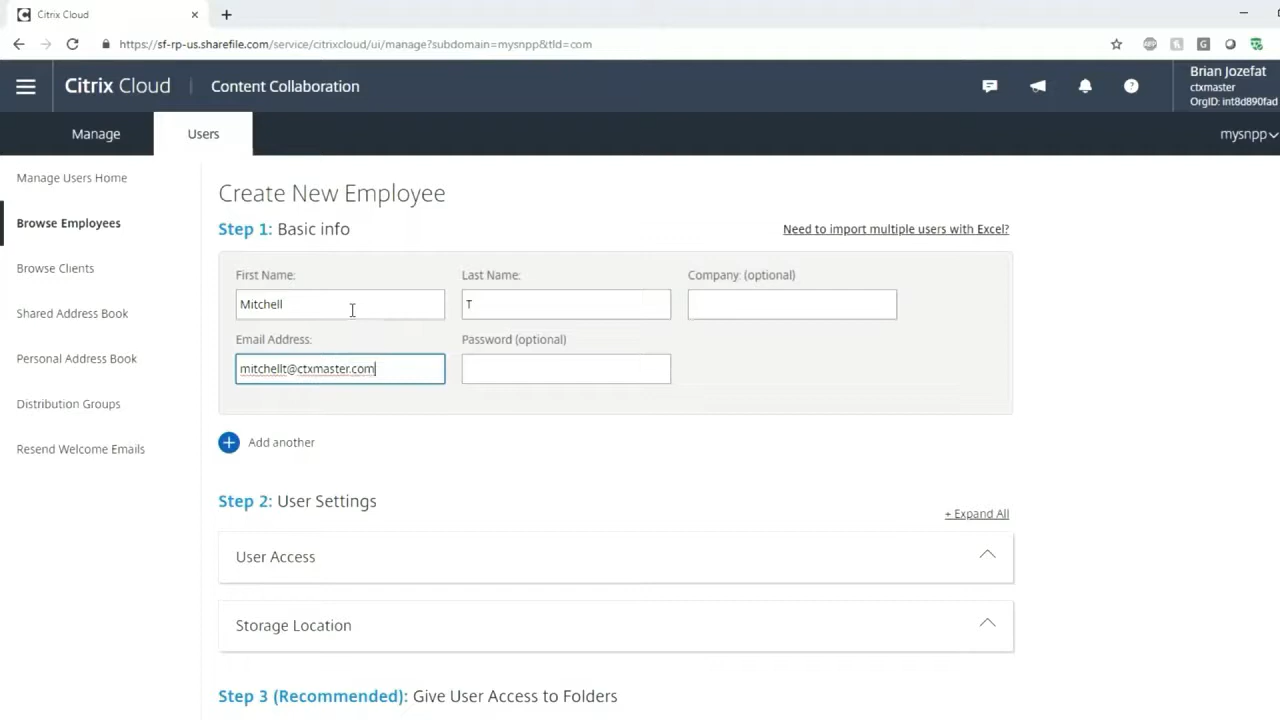 Citrix Cloud
https://sf-rp-us.sharefile.com/service/citrixcloud/ui/manage?subdomain=mysnpp&tld=com
Citrix Cloud
Content Collaboration
Brian Jozefat
ctxmaster
OrgID: int8d890fad
Manage
Users
mysnpp
Manage Users Home
Browse Employees
Browse Clients
Shared Address Book
Personal Address Book
Distribution Groups
Resend Welcome Emails
Create New Employee
Step 1: Basic info
Need to import multiple users with Excel?
First Name:
Last Name:
Company: (optional)
Mitchell
T
Email Address:
Password (optional)
mitchellt@ctxmaster.com
Add another
Step 2: User Settings
+ Expand All
User Access
Storage Location
Step 3 (Recommended): Give User Access to Folders